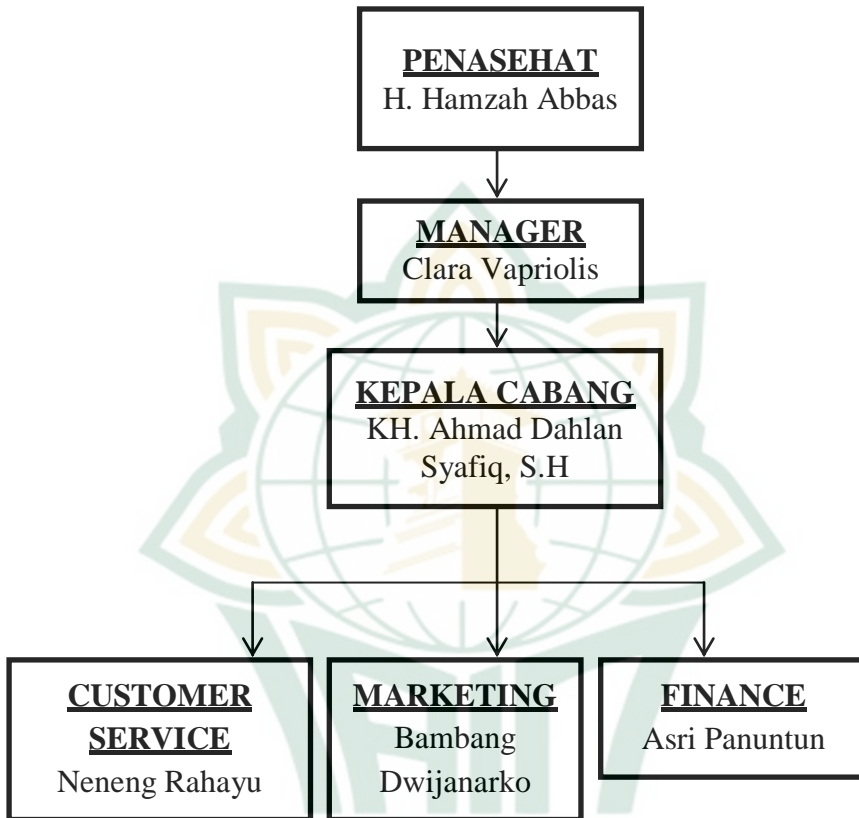 PENASEHAT
H. Hamzah Abbas
MANAGER
Clara Vapriolis
KEPALA CABANG
KH. Ahmad Dahlan
Syafiq, S.H
CUSTOMER
SERVICE
Neneng Rahayu
MARKETING
Bambang
Dwijanarko
FINANCE
Asri Panuntun